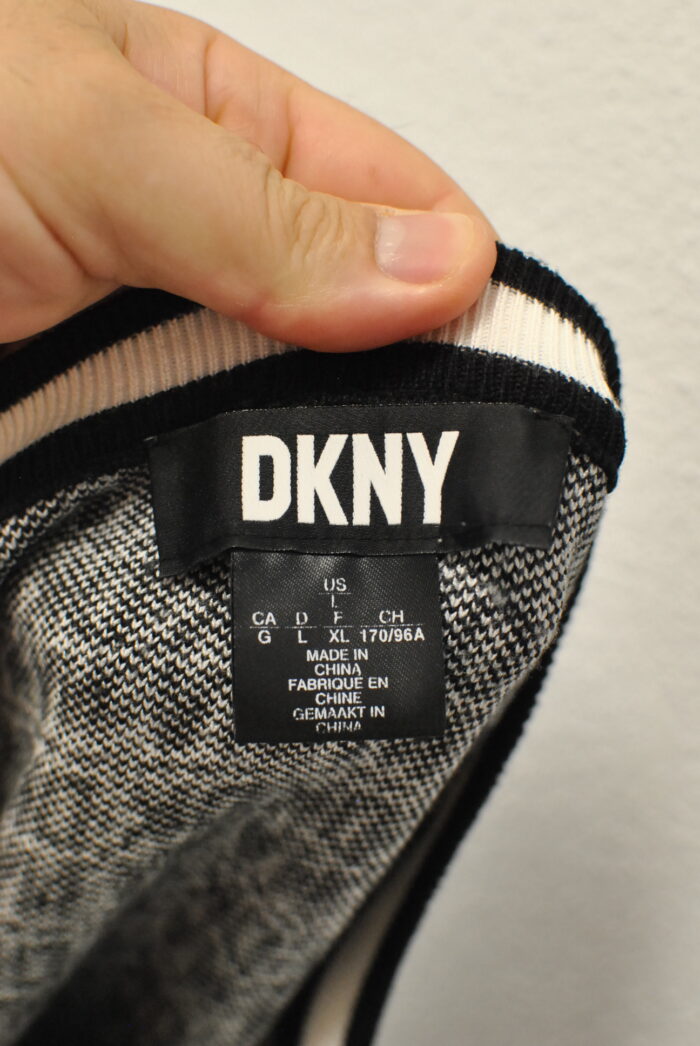 DKNY
US
L
CA D F CH
G L XL 170/96A
MADE IN
CHINA
FABRIQUE EN
CHINE
GEMAAKT IN
CHINA